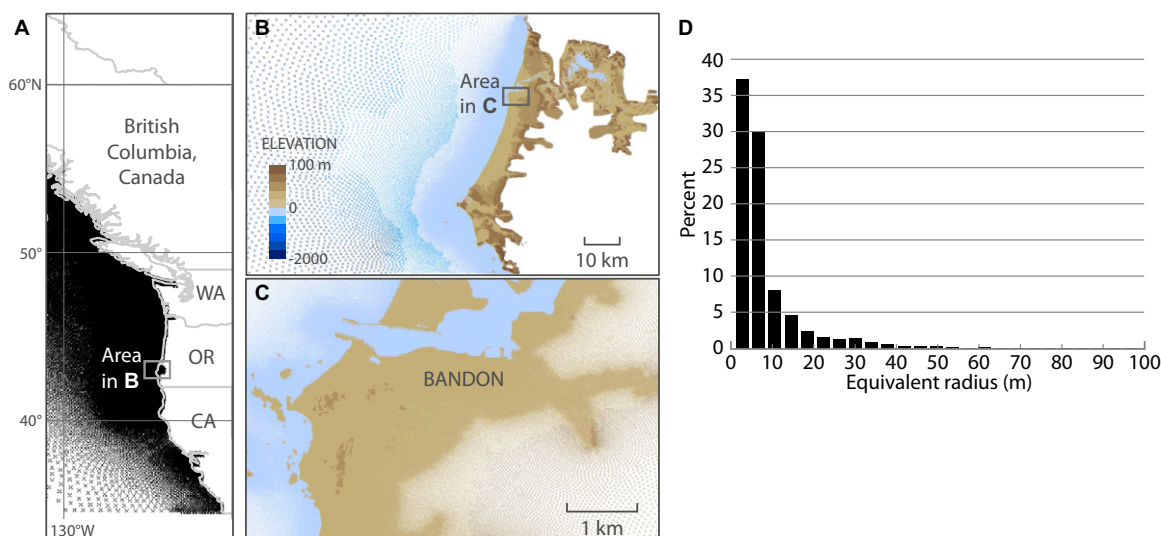 A
60°N
British
Columbia,
Canada
50°
WA
Area
in B
OR
CA
40°
130°W
B
Area
in C
ELEVATION
100 m
0
-2000
10 km
C
BANDON
1 km
D
40
35
30
25
20
15
10
5
0
Percent
0 10 20 30 40 50 60 70 80 90 100
Equivalent radius (m)